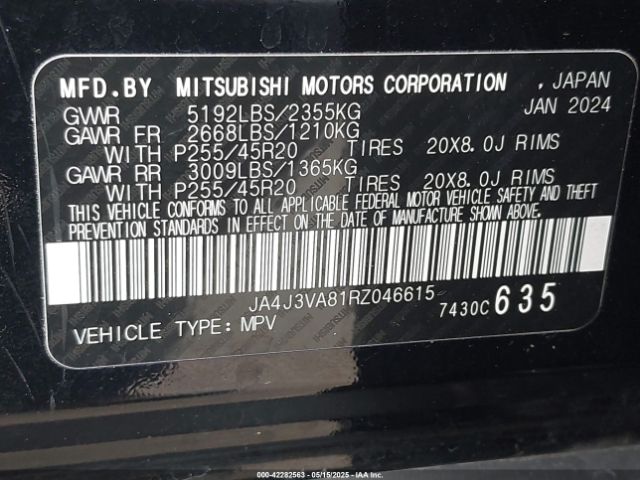 MFD.BY MITSUBISHI MOTORS CORPORATION , JAPAN
GVWR 5192LBS/2355KG JAN 2024
GAWR FR 2668LBS/1210KG
WITH P255/45R20 TIRES 20X8.0J RIMS
GAWR RR 3009LBS/1365KG
WITH P255/45R20 TIRES 20X8.0J RIMS
THIS VEHICLE CONFORMS TO ALL APPLICABLE FEDERAL MOTOR VEHICLE SAFETY AND THEFT
PREVENTION STANDARDS IN EFFECT ON THE DATE OF MANUFACTURE SHOWN ABOVE.
JA4J3VA81RZ046615 7430C 635
VEHICLE TYPE: MPV
000-42282563 - 05/15/2025 - COPYRIGHT IAA